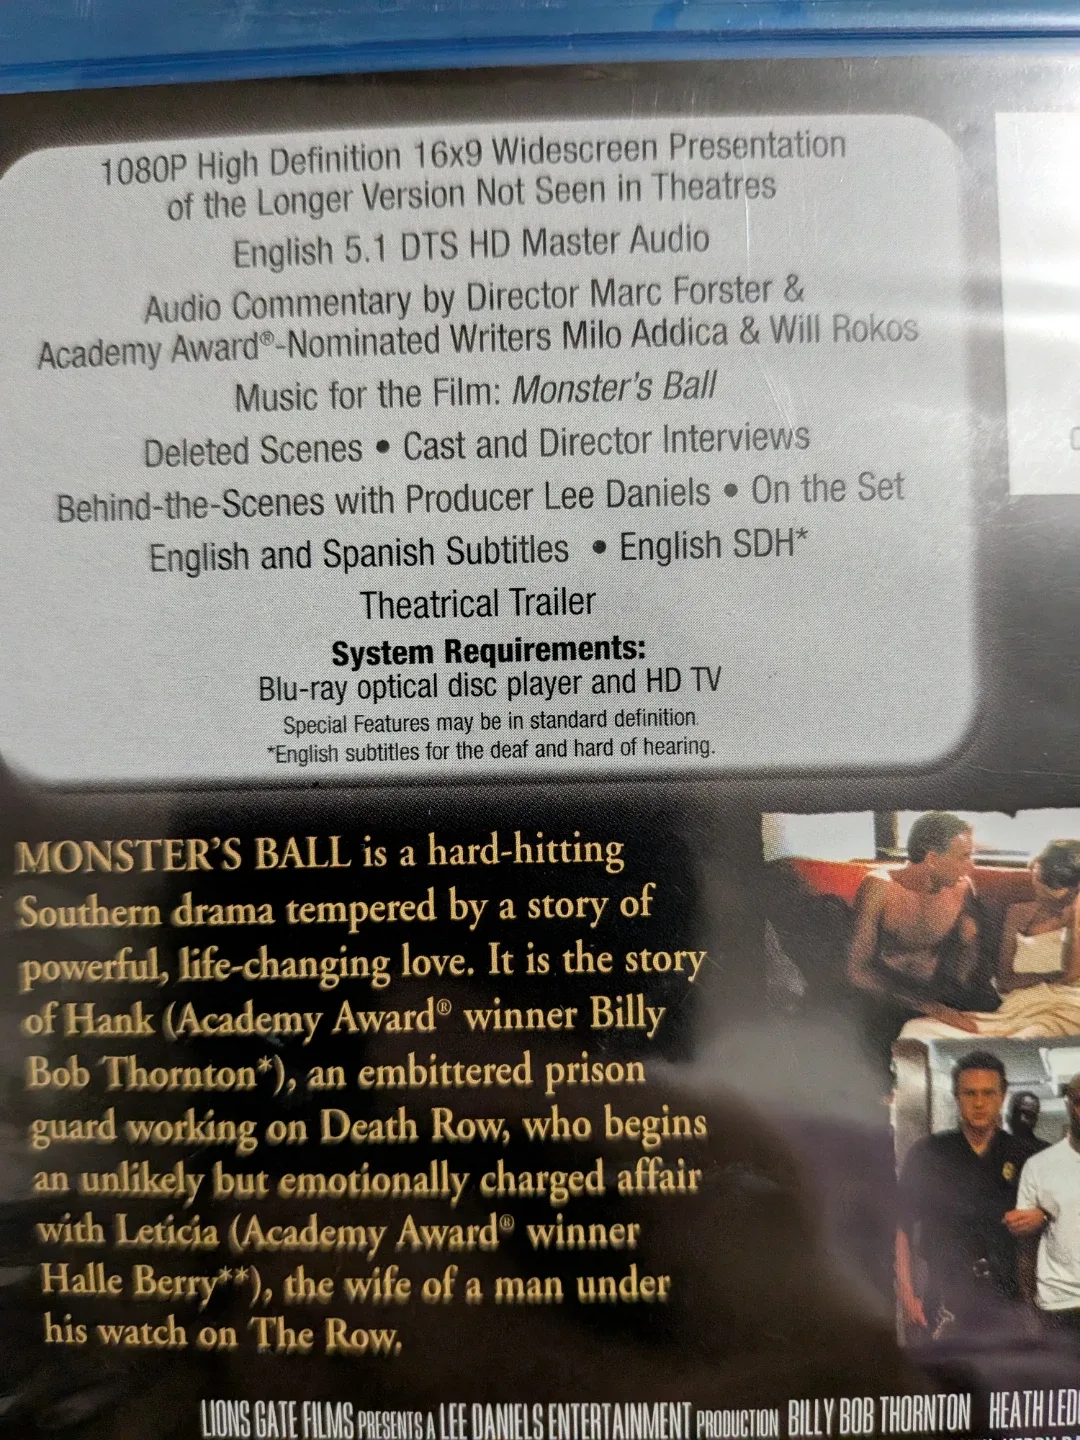 1080P High Definition 16x9 Widescreen Presentation
of the Longer Version Not Seen in Theatres
English 5.1 DTS HD Master Audio
Audio Commentary by Director Marc Forster &
Academy Award®-Nominated Writers Milo Addica & Will Rokos
Music for the Film: Monster's Ball
Deleted Scenes • Cast and Director Interviews
Behind-the-Scenes with Producer Lee Daniels • On the Set
English and Spanish Subtitles • English SDH*
Theatrical Trailer
System Requirements:
Blu-ray optical disc player and HD TV
Special Features may be in standard definition.
*English subtitles for the deaf and hard of hearing.
MONSTER'S BALL is a hard-hitting
Southern drama tempered by a story of
powerful, life-changing love. It is the story
of Hank (Academy Award® winner Billy
Bob Thornton*), an embittered prison
guard working on Death Row, who begins
an unlikely but emotionally charged affair
with Leticia (Academy Award® winner
Halle Berry**), the wife of a man under
his watch on The Row.
LIONS GATE FILMS PRESENTS A LEE DANIELS ENTERTAINMENT PRODUCTION BILLY BOB THORNTON HEATH LED